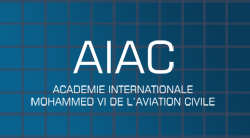 AIAC
ACADEMIE INTERNATIONALE
MOHAMMED VI DE L'AVIATION CIVILE